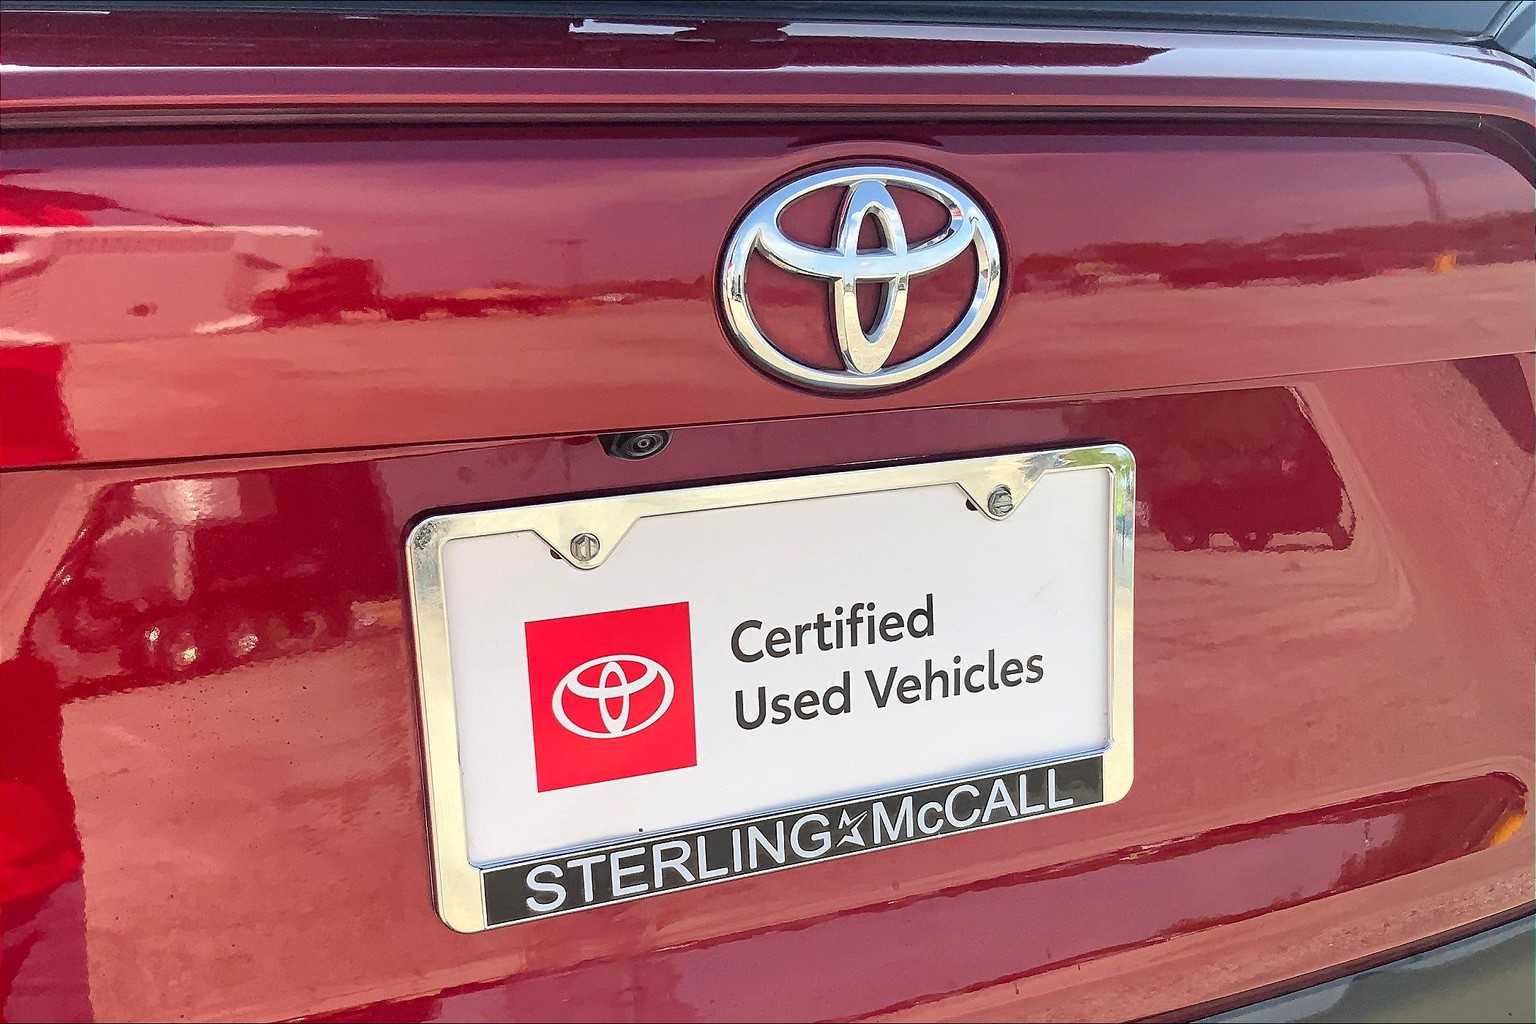 Certified
Used Vehicles
STERLING McCALL